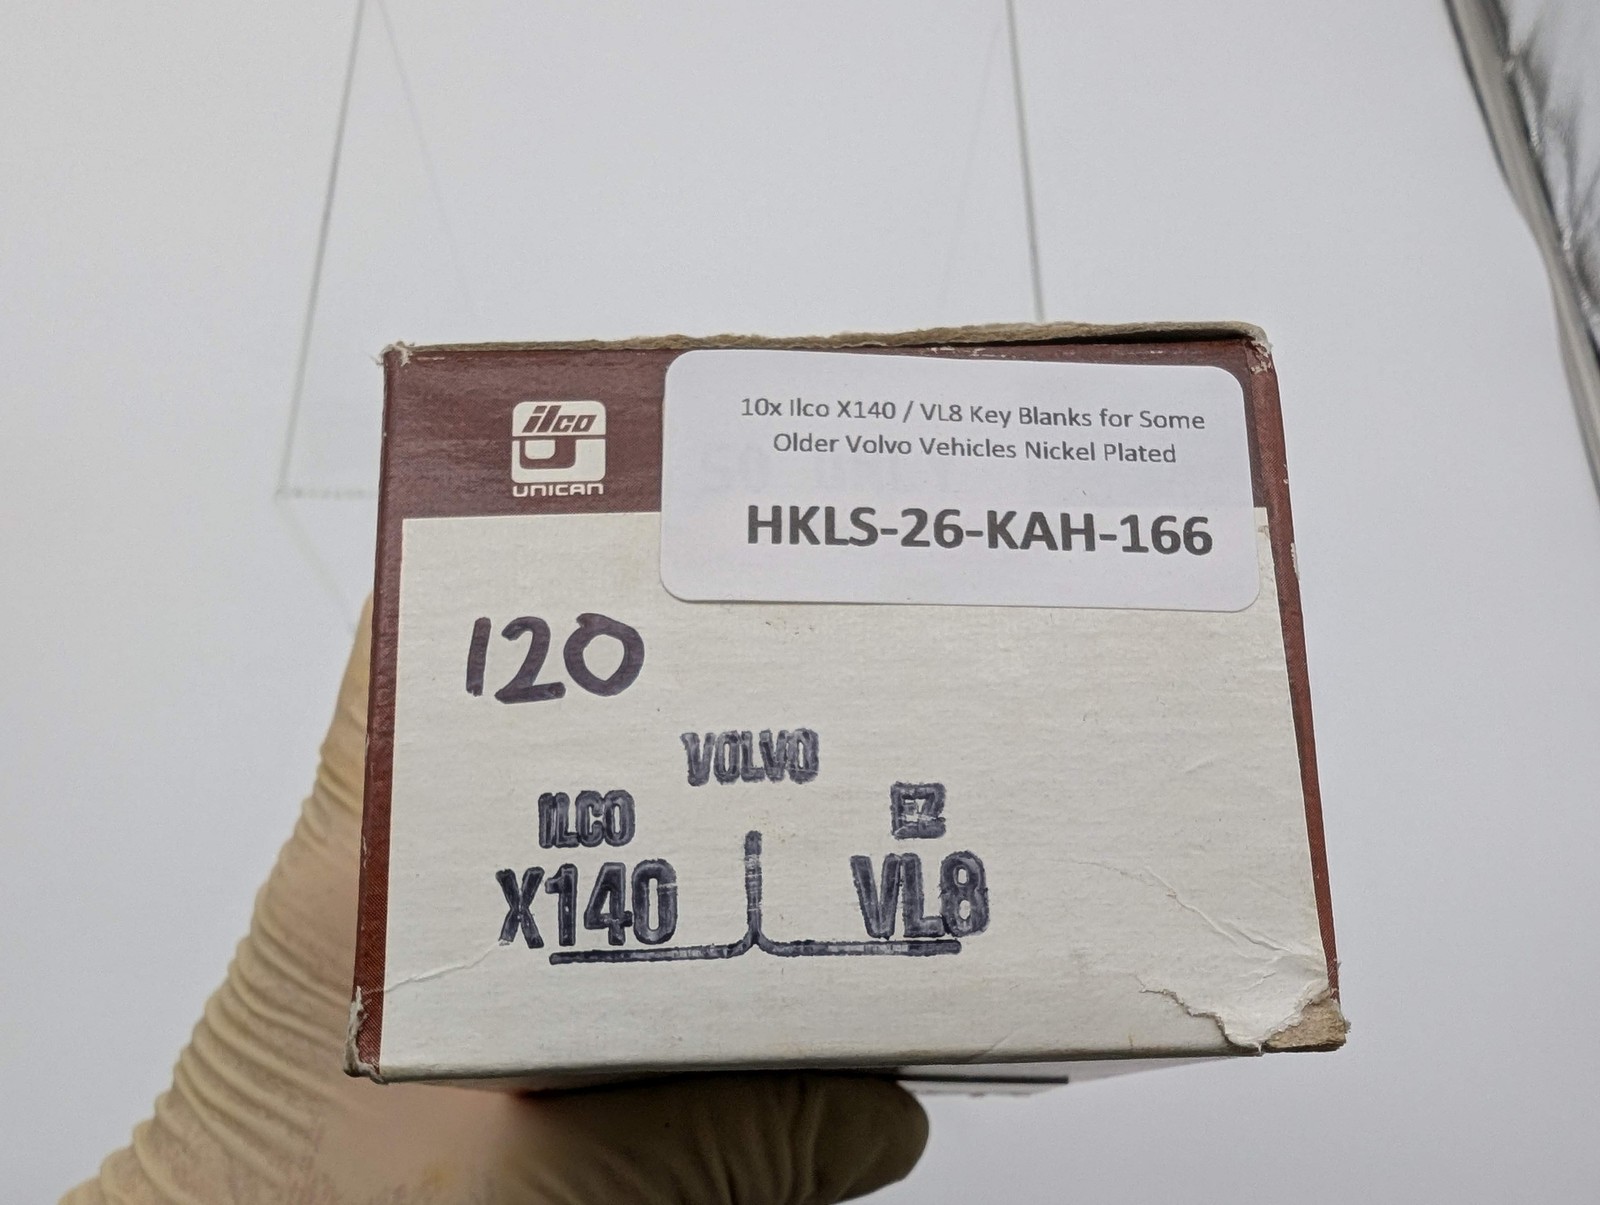 ilco
UNICAN
10x Ilco X140 / VL8 Key Blanks for Some
Older Volvo Vehicles Nickel Plated
HKLS-26-KAH-166
120
VOLVO
ILCO
EZ
X140
VL8